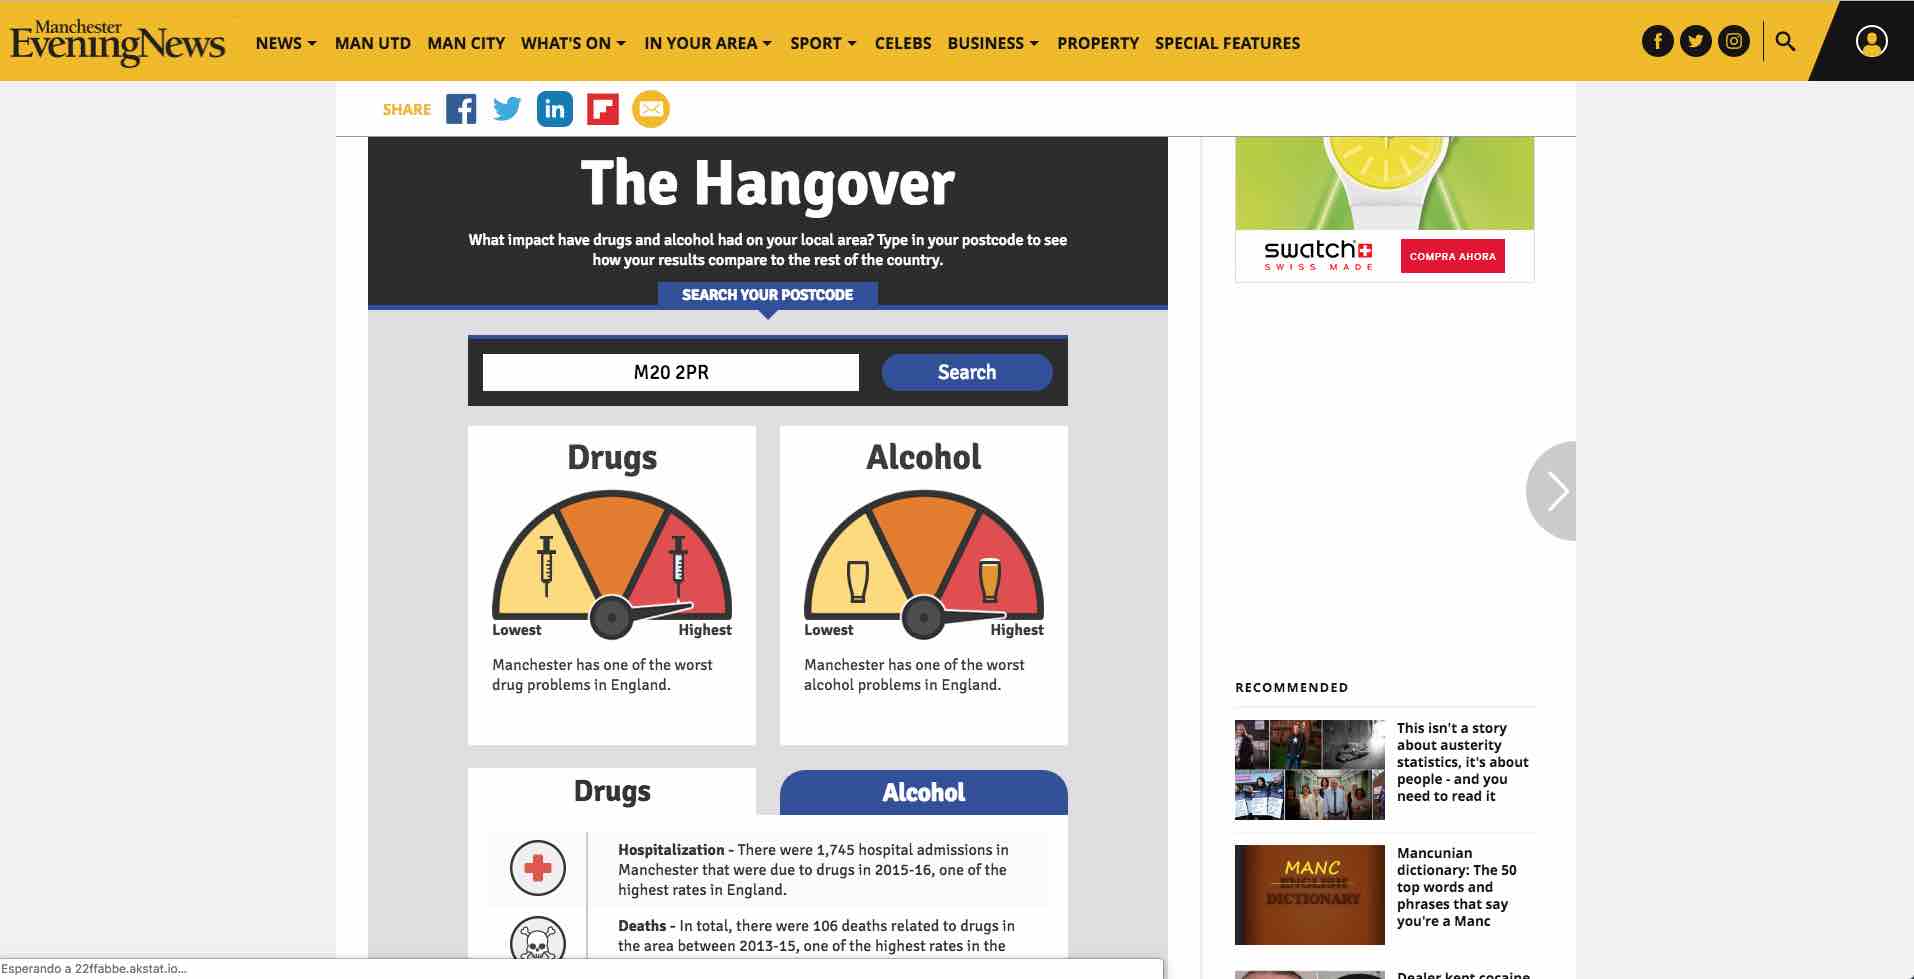 Manchester
EveningNews
NEWS
MAN UTD
MAN CITY
WHAT'S ON
IN YOUR AREA
SPORT
CELEBS
BUSINESS
PROPERTY
SPECIAL FEATURES
SHARE
The Hangover
What impact have drugs and alcohol had on your local area? Type in your postcode to see
how your results compare to the rest of the country.
SEARCH YOUR POSTCODE
M20 2PR
Search
Drugs
Lowest
Highest
Manchester has one of the worst
drug problems in England.
Alcohol
Lowest
Highest
Manchester has one of the worst
alcohol problems in England.
Drugs
Alcohol
Hospitalization - There were 1,745 hospital admissions in
Manchester that were due to drugs in 2015-16, one of the
highest rates in England.
Deaths - In total, there were 106 deaths related to drugs in
the area between 2013-15, one of the highest rates in the
swatch
SWISS MADE
COMPRA AHORA
RECOMMENDED
This isn't a story
about austerity
statistics, it's about
people - and you
need to read it
MANC
ENGLISH
DICTIONARY
Mancunian
dictionary: The 50
top words and
phrases that say
you're a Manc
Dealer kept cocaine
Esperando a 22ffabbe.akstat.io...